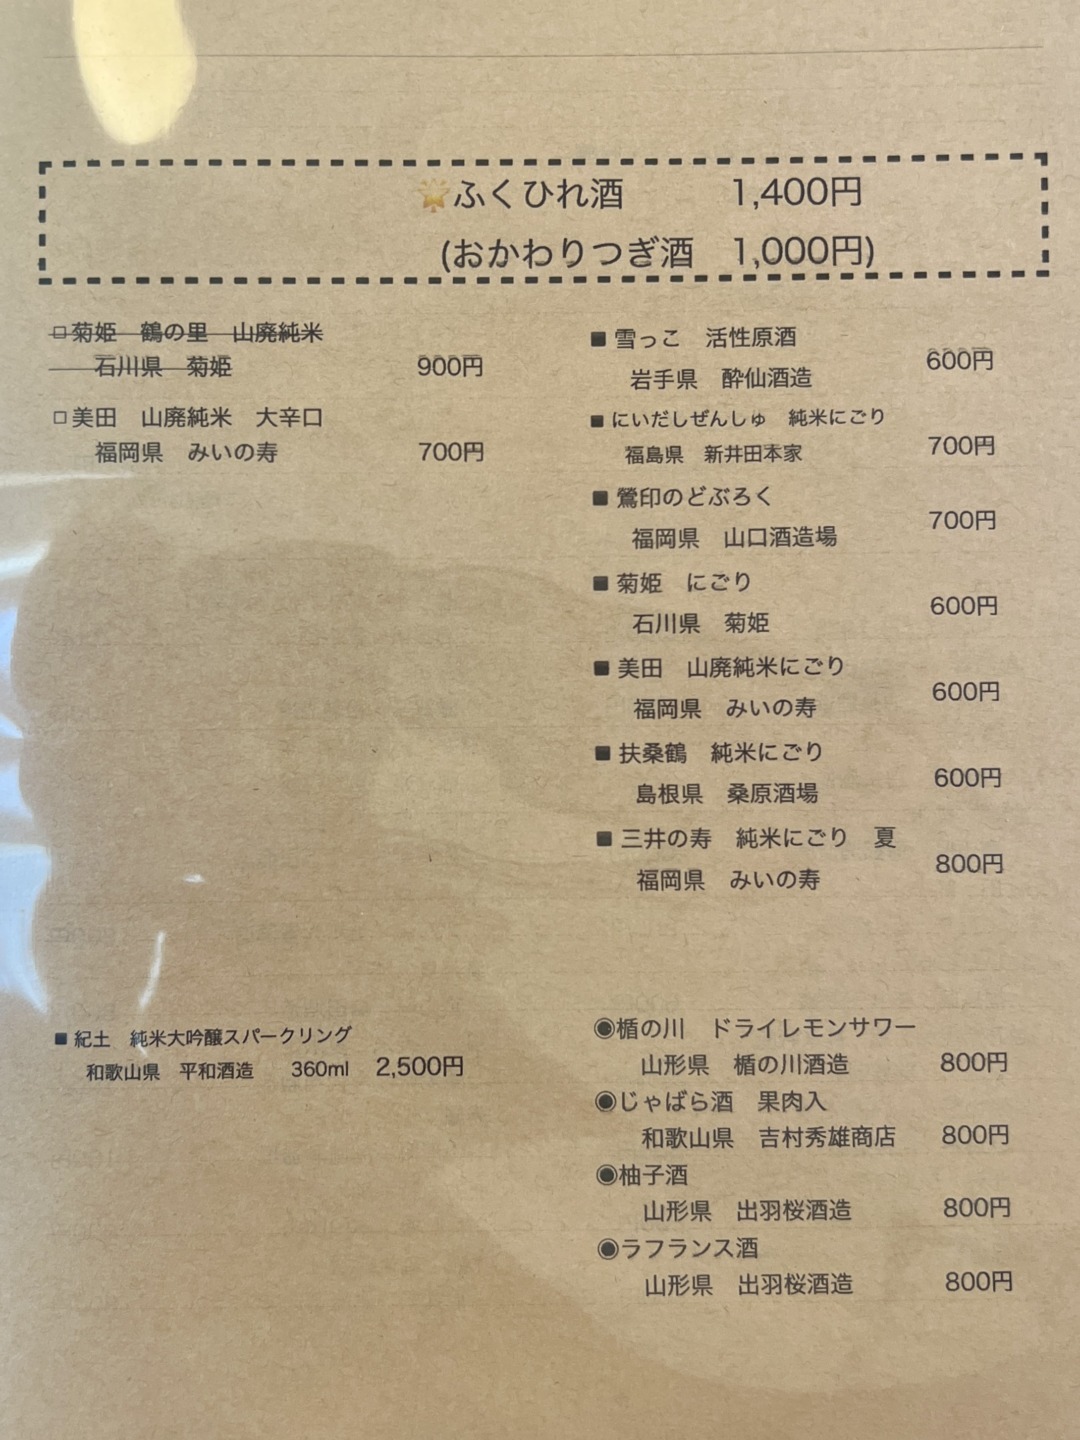 🌟ふくひれ酒 1,400円
(おかわりつぎ酒 1,000円)
□菊姫 鶴の里 山廃純米
石川県 菊姫 900円
□美田 山廃純米 大辛口
福岡県 みいの寿 700円
■雪っこ 活性原酒
岩手県 酔仙酒造 600円
■にいだしぜんしゅ 純米にごり
福島県 新井田本家 700円
■鶯印のどぶろく
福岡県 山口酒造場 700円
■菊姫 にごり
石川県 菊姫 600円
■美田 山廃純米にごり
福岡県 みいの寿 600円
■扶桑鶴 純米にごり
島根県 桑原酒場 600円
■三井の寿 純米にごり 夏
福岡県 みいの寿 800円
■紀土 純米大吟醸スパークリング
和歌山県 平和酒造 360ml 2,500円
◉楯の川 ドライレモンサワー
山形県 楯の川酒造 800円
◉じゃばら酒 果肉入
和歌山県 吉村秀雄商店 800円
◉柚子酒
山形県 出羽桜酒造 800円
◉ラフランス酒
山形県 出羽桜酒造 800円